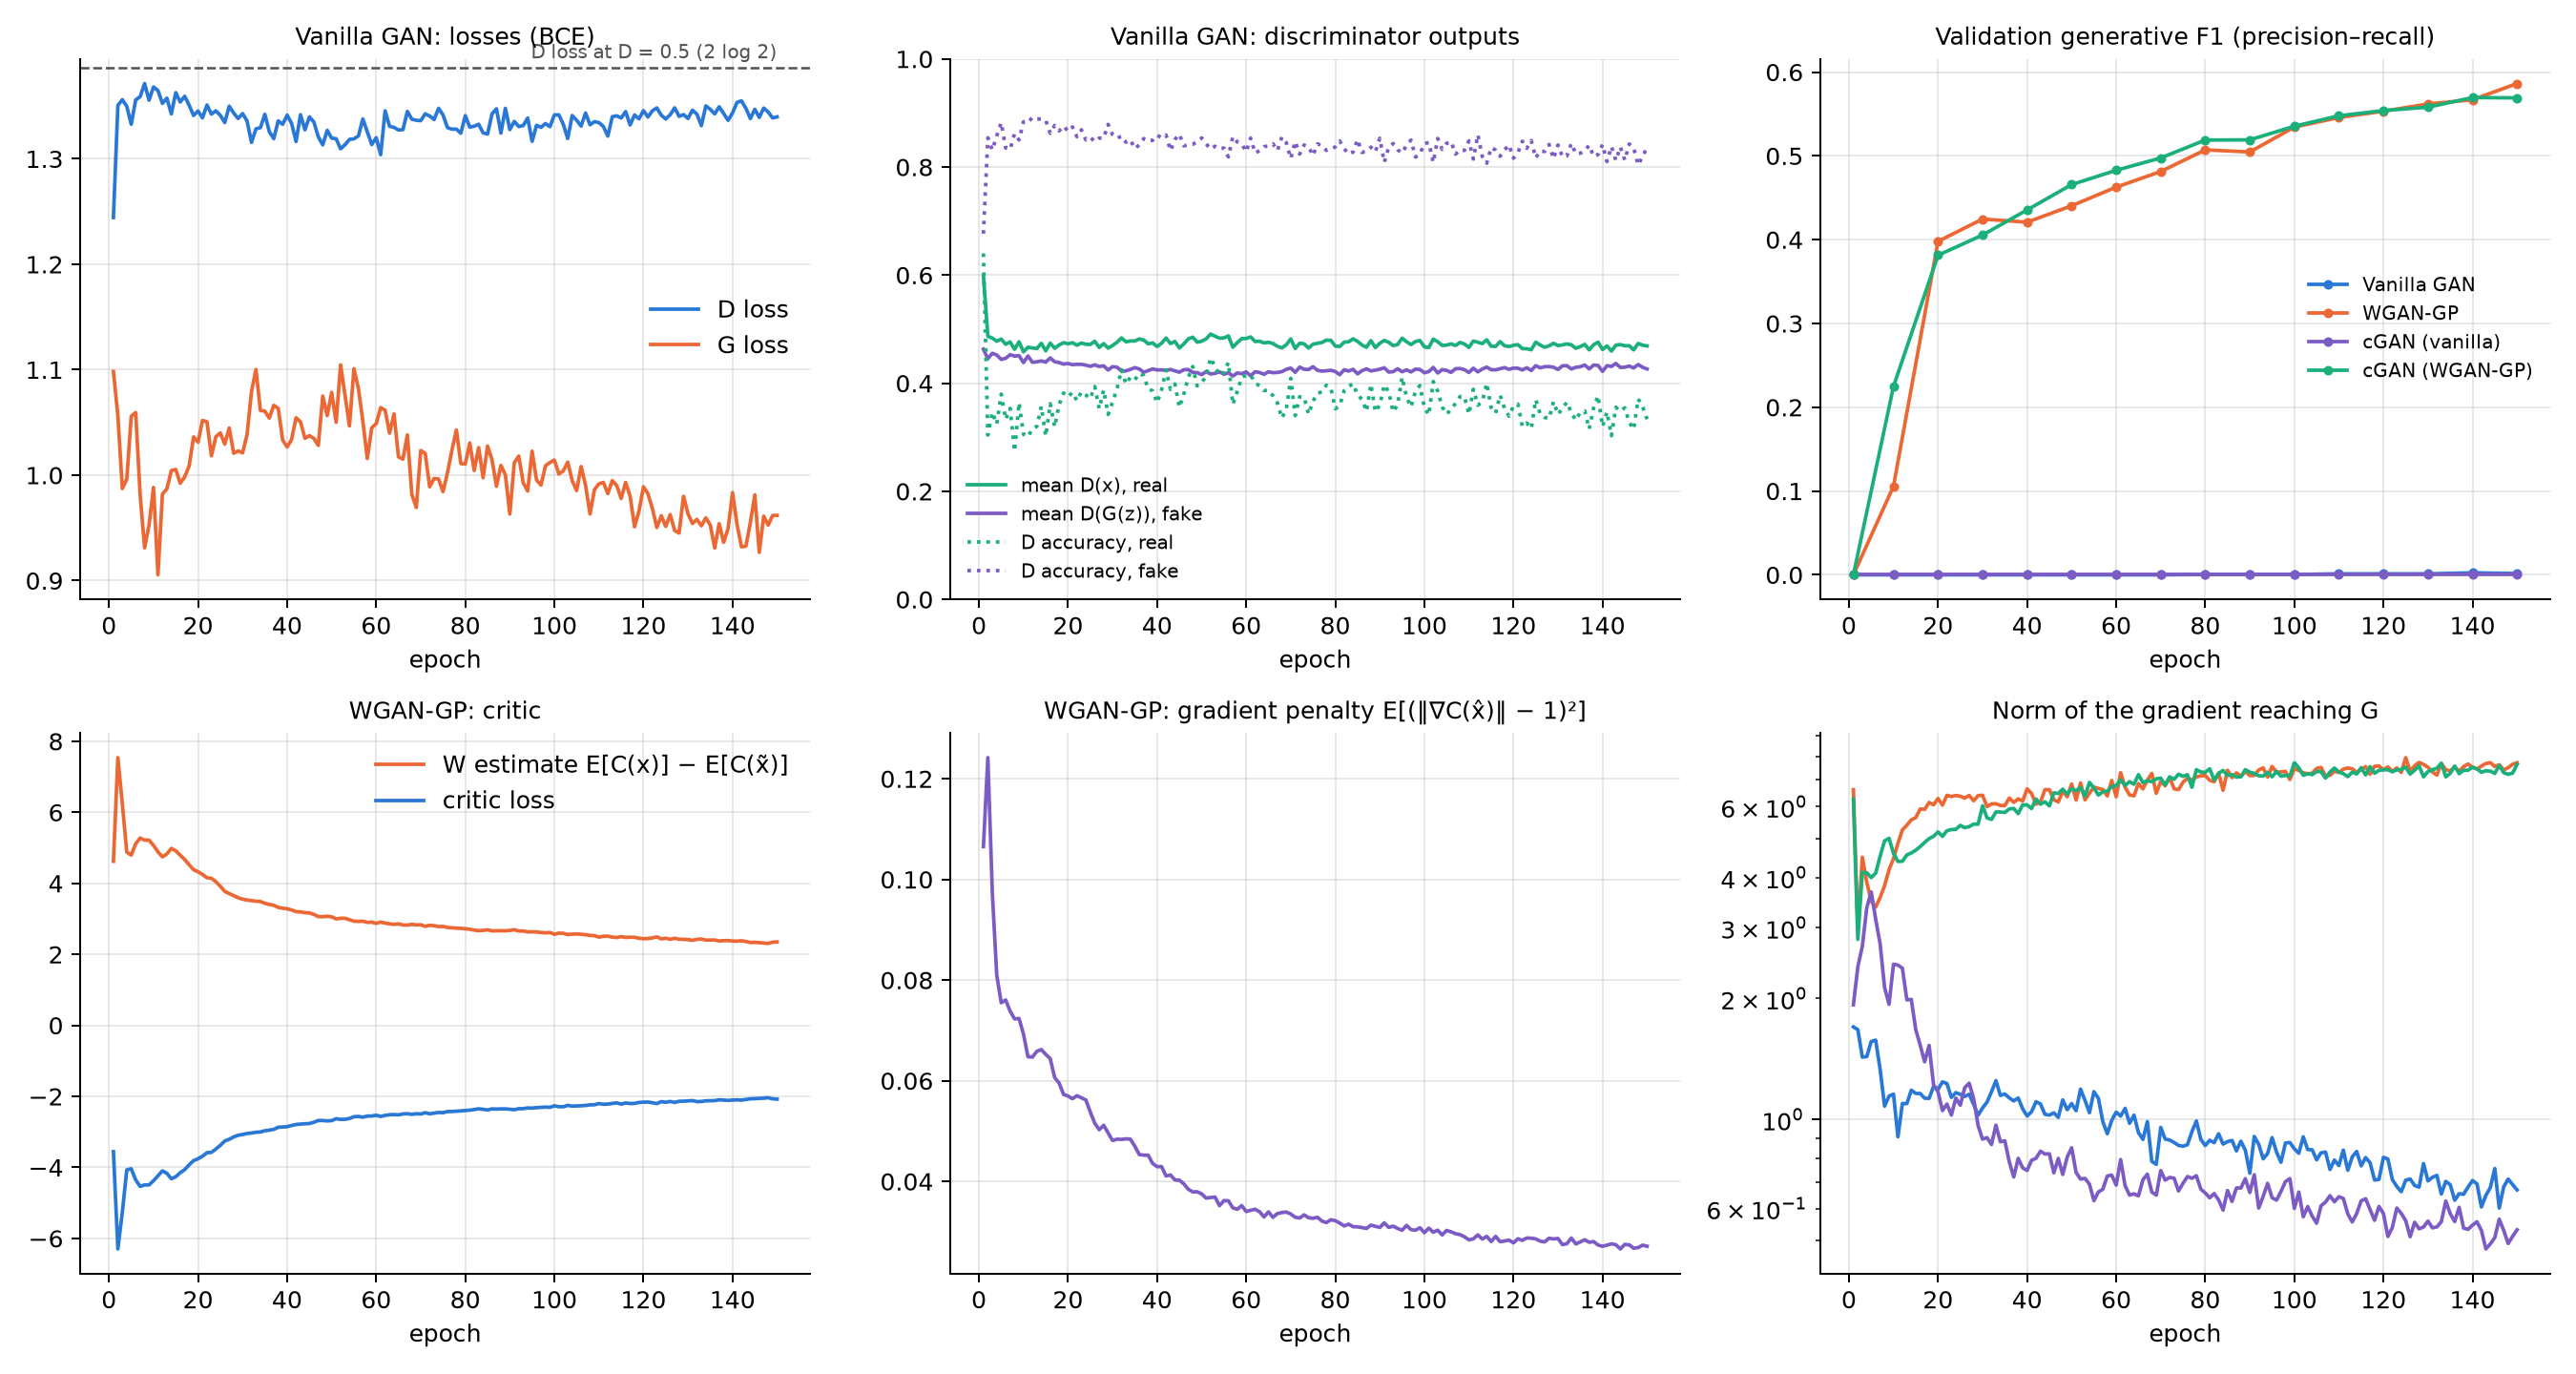 Vanilla GAN: losses (BCE)
D loss at D = 0.5 (2 log 2)
1.3
1.2
1.1
1.0
0.9
D loss
G loss
0 20 40 60 80 100 120 140
epoch
Vanilla GAN: discriminator outputs
1.0
0.8
0.6
0.4
0.2
0.0
mean D(x), real
mean D(G(z)), fake
D accuracy, real
D accuracy, fake
0 20 40 60 80 100 120 140
epoch
Validation generative F1 (precision–recall)
0.6
0.5
0.4
0.3
0.2
0.1
0.0
Vanilla GAN
WGAN-GP
cGAN (vanilla)
cGAN (WGAN-GP)
0 20 40 60 80 100 120 140
epoch
WGAN-GP: critic
8
6
4
2
0
−2
−4
−6
W estimate E[C(x)] − E[C(x̃)]
critic loss
0 20 40 60 80 100 120 140
epoch
WGAN-GP: gradient penalty E[(‖∇C(x̂)‖ − 1)²]
0.12
0.10
0.08
0.06
0.04
0 20 40 60 80 100 120 140
epoch
Norm of the gradient reaching G
6 × 10⁰
4 × 10⁰
3 × 10⁰
2 × 10⁰
10⁰
6 × 10⁻¹
0 20 40 60 80 100 120 140
epoch